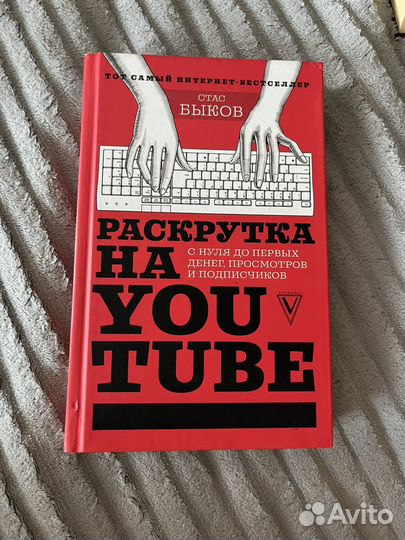 ТОТ САМЫЙ ИНТЕРНЕТ-БЕСТСЕЛЛЕР
СТАС
БЫКОВ
РАСКРУТКА
НА
С НУЛЯ ДО ПЕРВЫХ
ДЕНЕГ, ПРОСМОТРОВ
И ПОДПИСЧИКОВ
YOU
TUBE
Avito